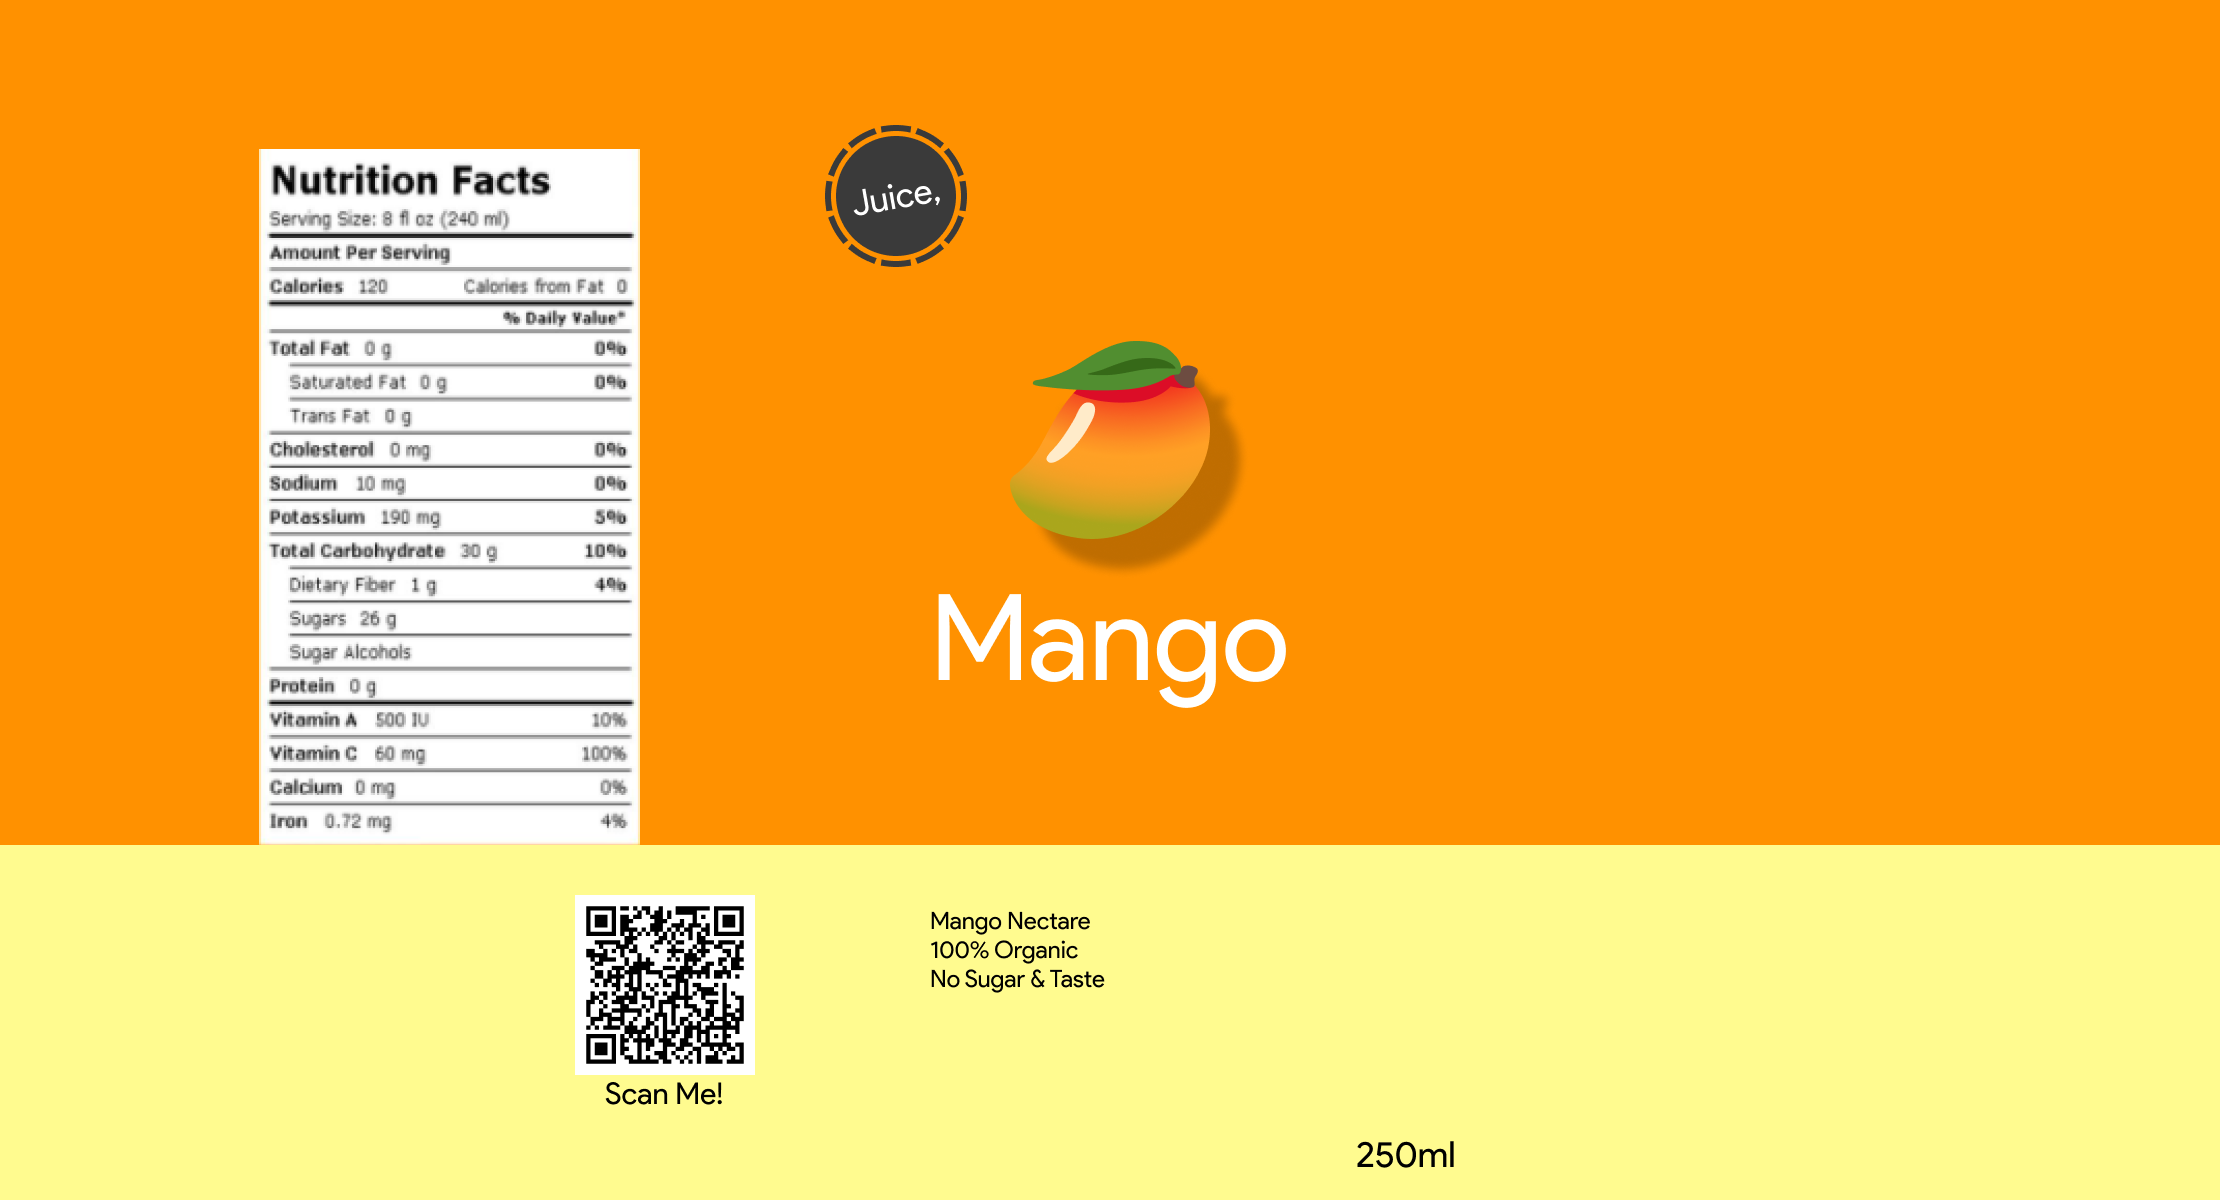 Nutrition Facts
Serving Size: 8 fl oz (240 ml)
Amount Per Serving
Calories 120 Calories from Fat 0
% Daily Value*
Total Fat 0 g 0%
Saturated Fat 0 g 0%
Trans Fat 0 g
Cholesterol 0 mg 0%
Sodium 10 mg 0%
Potassium 190 mg 5%
Total Carbohydrate 30 g 10%
Dietary Fiber 1 g 4%
Sugars 26 g
Sugar Alcohols
Protein 0 g
Vitamin A 500 IU 10%
Vitamin C 60 mg 100%
Calcium 0 mg 0%
Iron 0.72 mg 4%
Juice,
Mango
Scan Me!
Mango Nectare
100% Organic
No Sugar & Taste
250ml